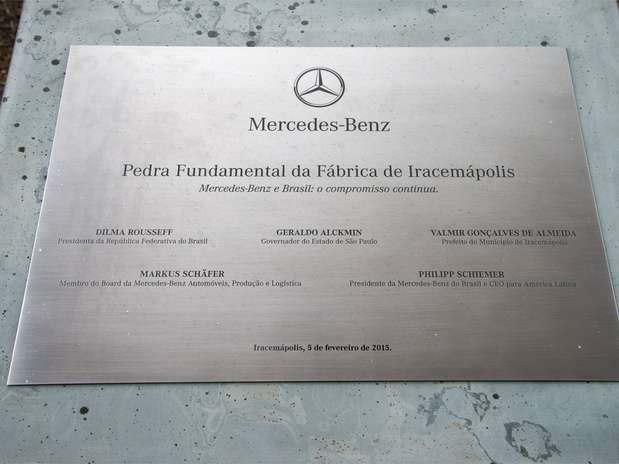 Mercedes-Benz
Pedra Fundamental da Fábrica de Iracemápolis
Mercedes-Benz e Brasil: o compromisso continua.
DILMA ROUSSEFF
Presidenta da República Federativa do Brasil
GERALDO ALCKMIN
Governador do Estado de São Paulo
VALMIR GONÇALVES DE ALMEIDA
Prefeito do Município de Iracemápolis
MARKUS SCHÄFER
Membro do Board da Mercedes-Benz Automóveis, Produção e Logística
PHILIPP SCHIEMER
Presidente da Mercedes-Benz do Brasil e CEO para América Latina
Iracemápolis, 5 de fevereiro de 2015.